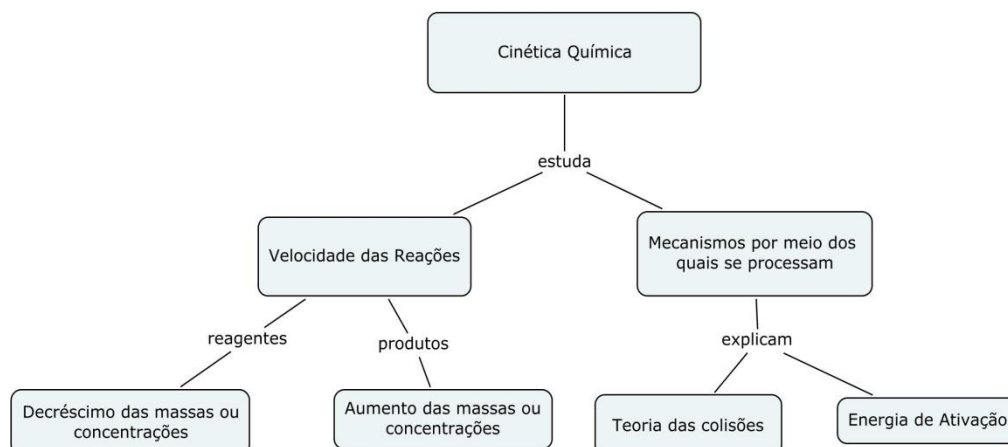 Cinética Química
estuda
Velocidade das Reações
Mecanismos por meio dos
quais se processam
reagentes
produtos
explicam
Decréscimo das massas ou
concentrações
Aumento das massas ou
concentrações
Teoria das colisões
Energia de Ativação